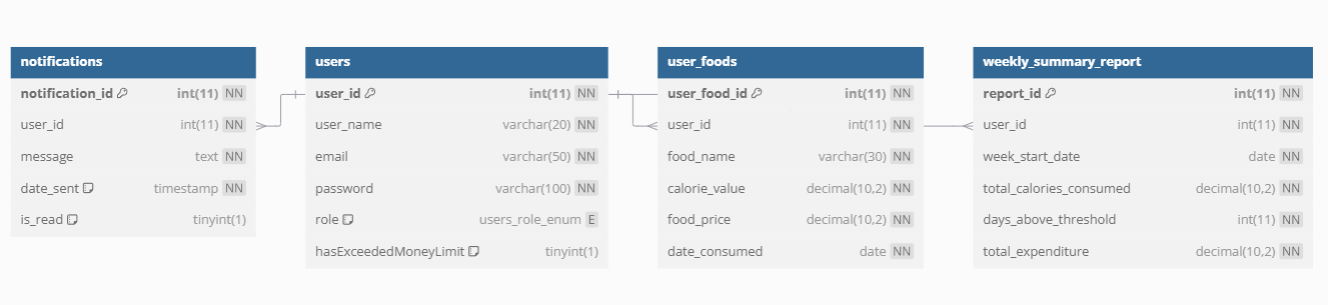 notifications
notification_id int(11) NN
user_id int(11) NN
message text NN
date_sent timestamp NN
is_read tinyint(1)
users
user_id int(11) NN
user_name varchar(20) NN
email varchar(50) NN
password varchar(100) NN
role users_role_enum E
hasExceededMoneyLimit tinyint(1)
user_foods
user_food_id int(11) NN
user_id int(11) NN
food_name varchar(30) NN
calorie_value decimal(10,2) NN
food_price decimal(10,2) NN
date_consumed date NN
weekly_summary_report
report_id int(11) NN
user_id int(11) NN
week_start_date date NN
total_calories_consumed decimal(10,2) NN
days_above_threshold int(11) NN
total_expenditure decimal(10,2) NN